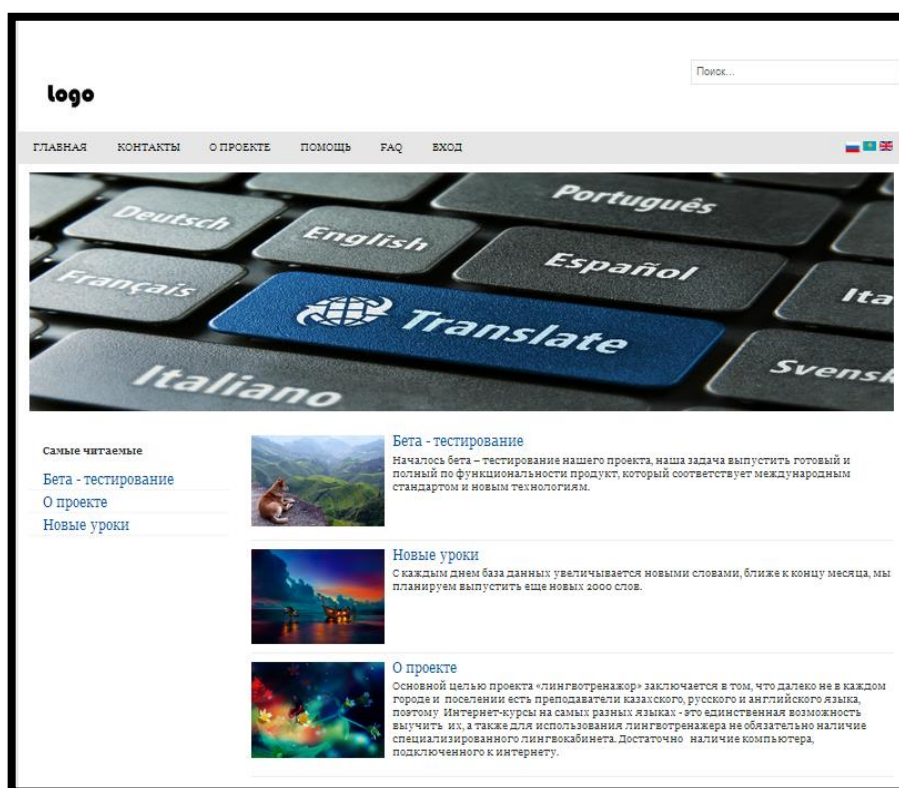 Поиск...
logo
ГЛАВНАЯ КОНТАКТЫ О ПРОЕКТЕ ПОМОЩЬ FAQ ВХОД
Português
Deutsch
English
Español
Français
Ita
Translate
Svensk
Italiano
Самые читаемые
Бета - тестирование
О проекте
Новые уроки
Бета - тестирование
Началось бета – тестирование нашего проекта, наша задача выпустить готовый и
полный по функциональности продукт, который соответствует международным
стандартом и новым технологиям.
Новые уроки
С каждым днем база данных увеличивается новыми словами, ближе к концу месяца, мы
планируем выпустить еще новых 2000 слов.
О проекте
Основной целью проекта «лингвотренажор» заключается в том, что далеко не в каждом
городе и поселении есть преподаватели казахского, русского и английского языка,
поэтому Интернет-курсы на самых разных языках - это единственная возможность
выучить их, а также для использования лингвотренажера не обязательно наличие
специализированного лингвокабинета. Достаточно наличие компьютера,
подключенного к интернету.